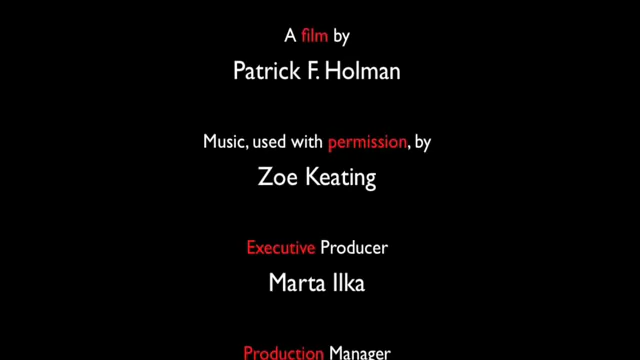 A film by
Patrick F. Holman
Music, used with permission, by
Zoe Keating
Executive Producer
Marta Ilka
Production Manager